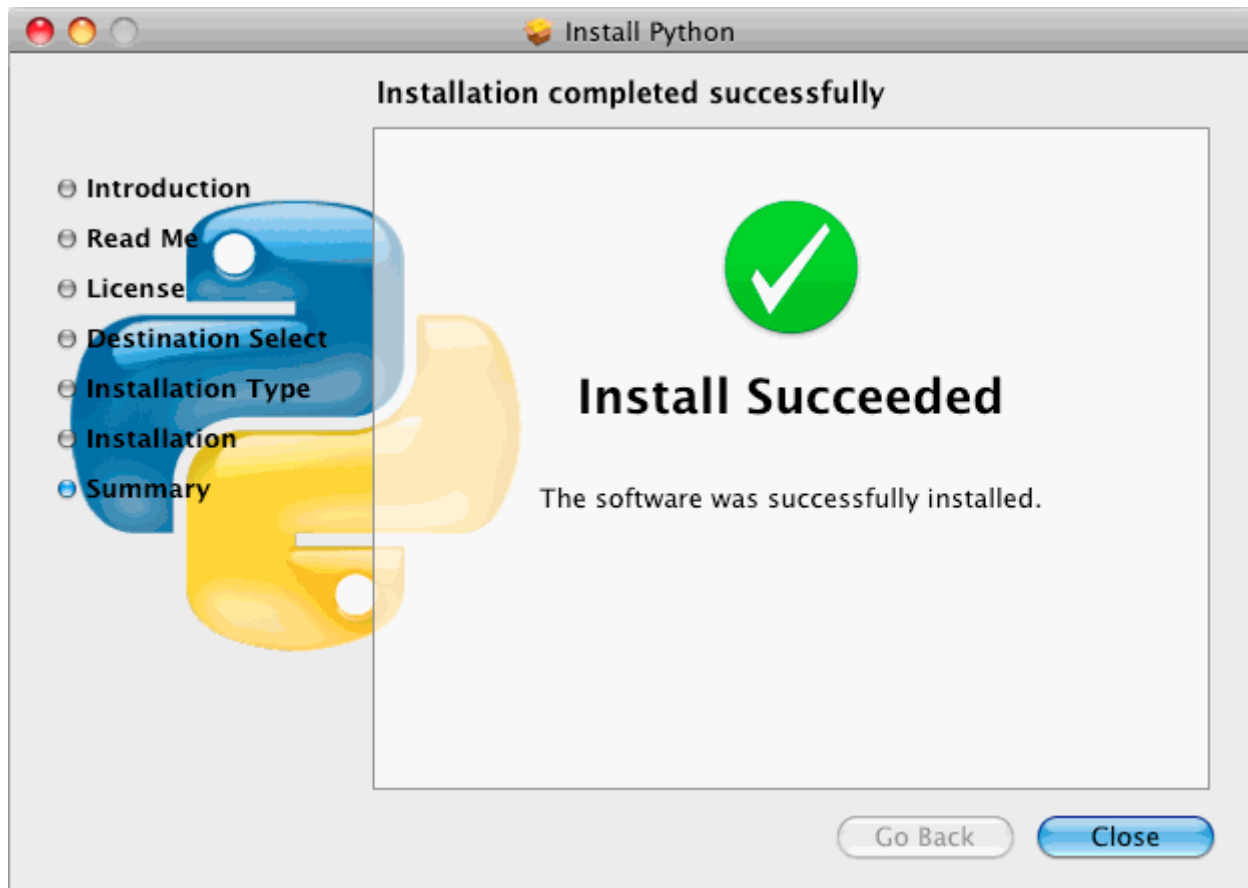 Install Python
Installation completed successfully
Introduction
Read Me
License
Destination Select
Installation Type
Installation
Summary
Install Succeeded
The software was successfully installed.
Go Back
Close